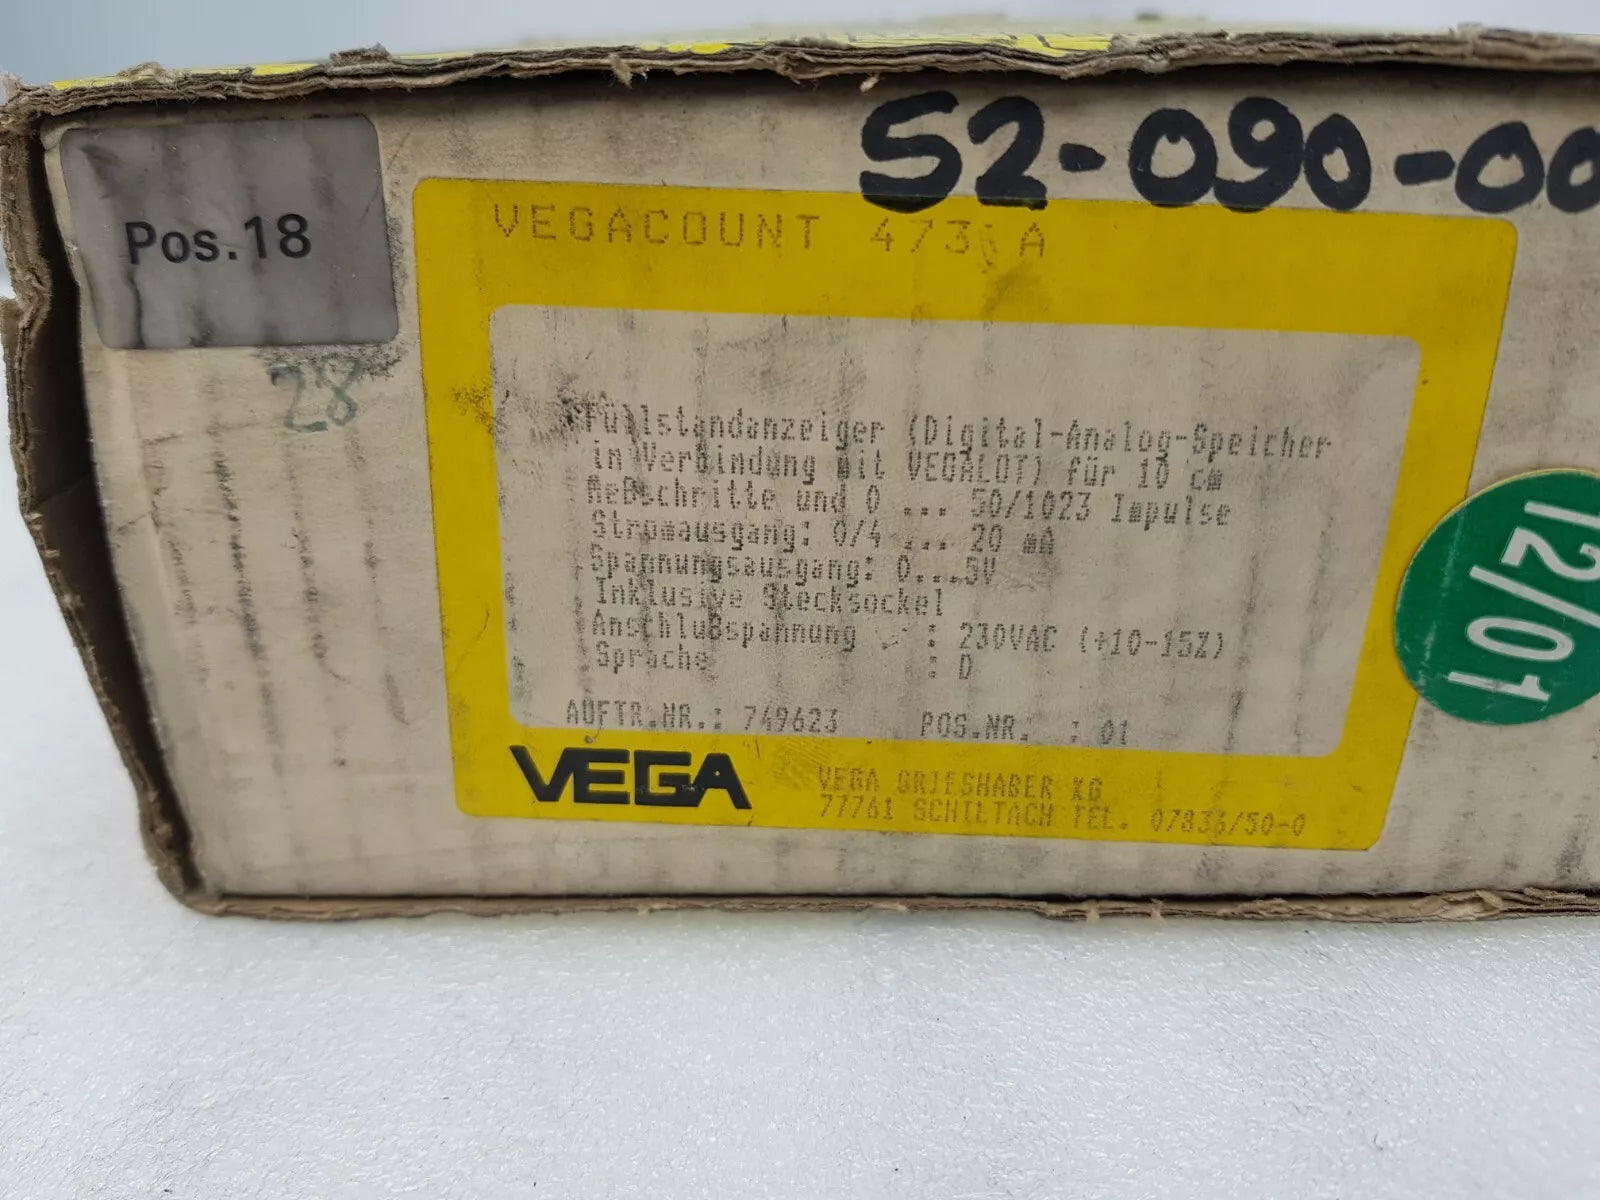 52-090-00
Pos.18
28
VEGACOUNT 473 A
Füllstandanzeiger (Digital-Analog-Speicher
in Verbindung mit VEGALOT) für 10 cm
Meßschritte und 0 ... 50/1023 Impulse
Stromausgang: 0/4 ... 20 mA
Spannungsausgang: 0...5V
Inklusive Stecksockel
Anschlußspannung : 230VAC (+10-15%)
Sprache : D
AUFTR.NR.: 749623 POS.NR. : 01
VEGA VEGA GRIESHABER KG
77761 SCHILTACH TEL. 07836/50-0
12/01